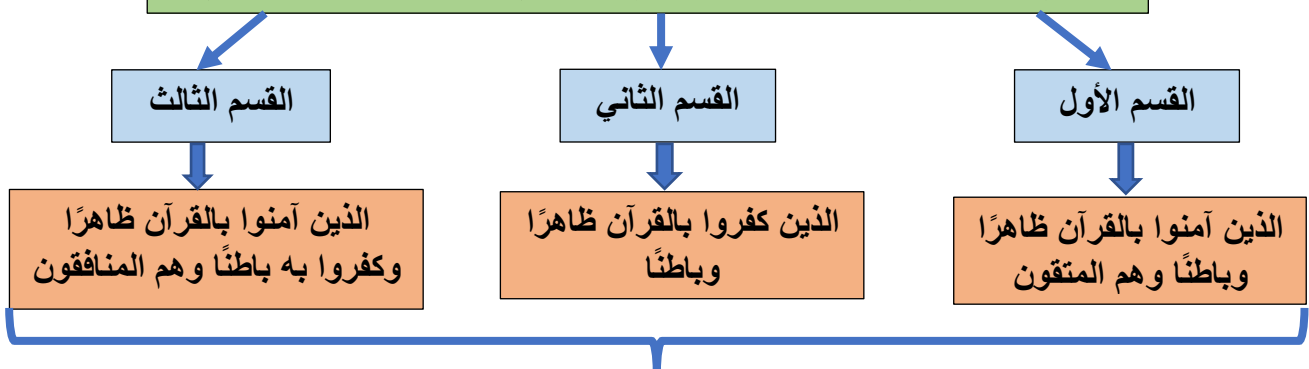 القسم الأول
القسم الثاني
القسم الثالث
الذين آمنوا بالقرآن ظاهرًا
وباطنًا وهم المتقون
الذين كفروا بالقرآن ظاهرًا
وباطنًا
الذين آمنوا بالقرآن ظاهرًا
وكفروا به باطنًا وهم المنافقون